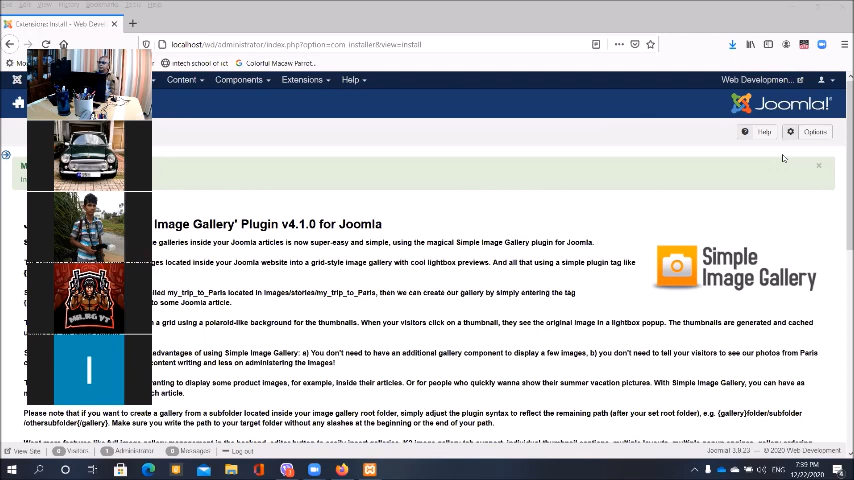 File Edit View History Bookmarks Tools Help
Extensions: Install - Web Devel
localhost/wd/administrator/index.php?option=com_installer&view=install
intech school of ict
Colorful Macaw Parrot...
Content
Components
Extensions
Help
Web Developmen...
Joomla!
Help
Options
Image Gallery' Plugin v4.1.0 for Joomla
galleries inside your Joomla articles is now super-easy and simple, using the magical Simple Image Gallery plugin for Joomla.
ges located inside your Joomla website into a grid-style image gallery with cool lightbox previews. And all that using a simple plugin tag like
lled my_trip_to_Paris located in images/stories/my_trip_to_Paris, then we can create our gallery by simply entering the tag
to some Joomla article.
n a grid using a polaroid-like background for the thumbnails. When your visitors click on a thumbnail, they see the original image in a lightbox popup. The thumbnails are generated and cached
advantages of using Simple Image Gallery: a) You don't need to have an additional gallery component to display a few images, b) you don't need to tell your visitors to see our photos from Paris
content writing and less on administering the images!
anting to display some product images, for example, inside their articles. Or for people who quickly wanna show their summer vacation pictures. With Simple Image Gallery, you can have as
ch article.
Please note that if you want to create a gallery from a subfolder located inside your image gallery root folder, simply adjust the plugin syntax to reflect the remaining path (after your set root folder), e.g. {gallery}folder/subfolder
/othersubfolder{/gallery}. Make sure you write the path to your target folder without any slashes at the beginning or the end of your path.
Simple
Image Gallery
MR.RG YT
I
View Site
0 Visitors
1 Administrator
0 Messages
Log out
Joomla! 3.9.23 — © 2020 Web Development
ENG
7:39 PM
12/22/2020